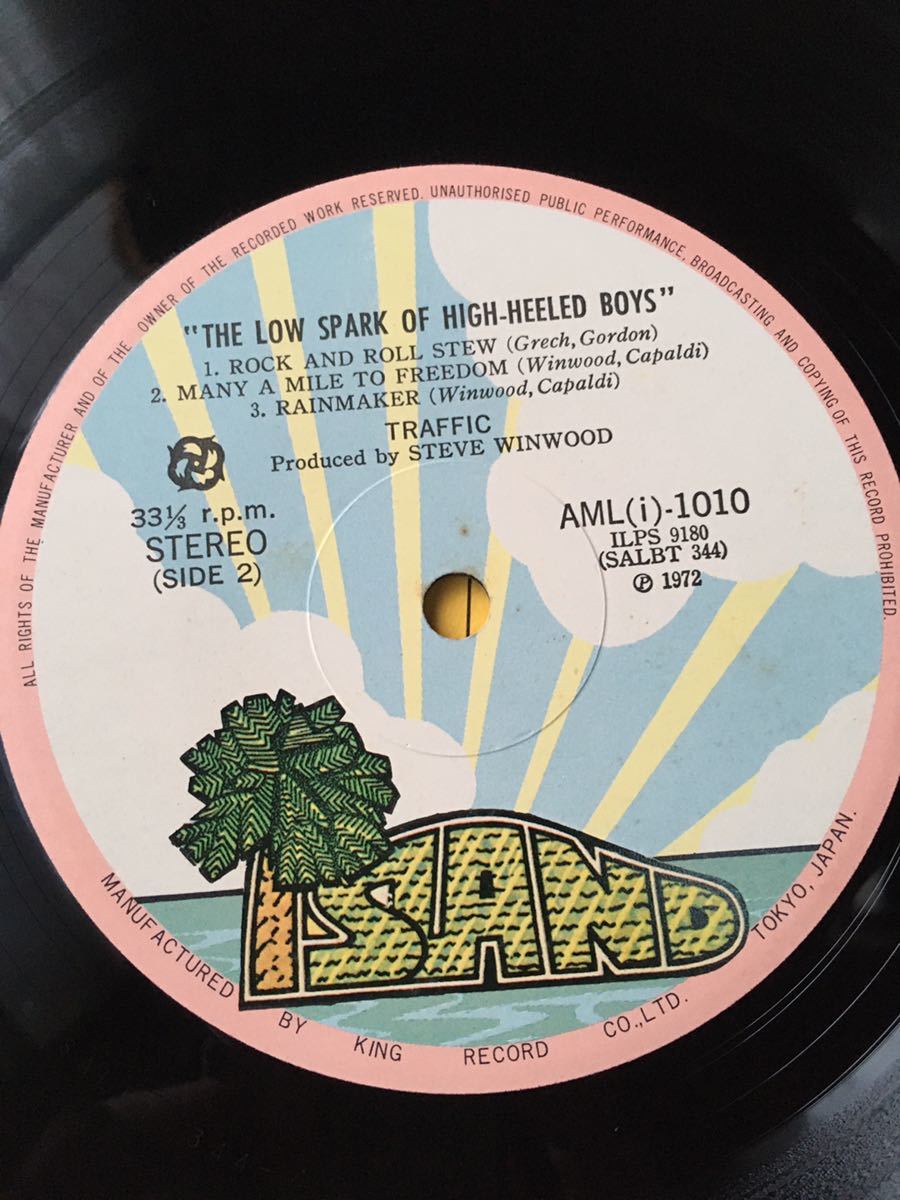 ALL RIGHTS OF THE MANUFACTURER AND OF THE OWNER OF THE RECORDED WORK RESERVED. UNAUTHORISED PUBLIC PERFORMANCE, BROADCASTING AND COPYING OF THIS RECORD PROHIBITED.
"THE LOW SPARK OF HIGH-HEELED BOYS"
1. ROCK AND ROLL STEW (Grech, Gordon)
2. MANY A MILE TO FREEDOM (Winwood, Capaldi)
3. RAINMAKER (Winwood, Capaldi)
TRAFFIC
Produced by STEVE WINWOOD
33⅓ r.p.m.
STEREO
(SIDE 2)
AML(i)-1010
ILPS 9180
(SALBT 344)
℗ 1972
ISLAND
MANUFACTURED BY KING RECORD CO.,LTD. TOKYO, JAPAN.